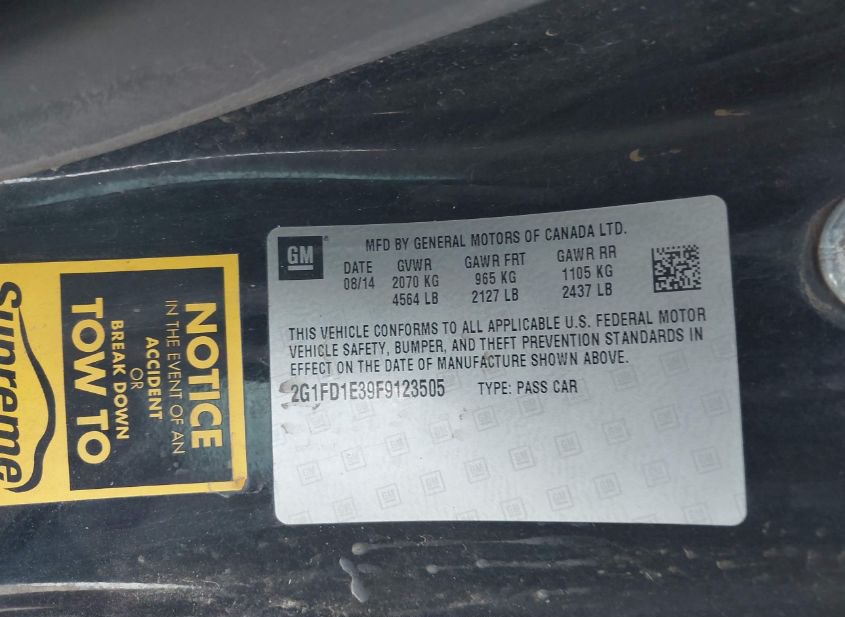 GM
MFD BY GENERAL MOTORS OF CANADA LTD.
DATE GVWR GAWR FRT GAWR RR
08/14 2070 KG 965 KG 1105 KG
4564 LB 2127 LB 2437 LB
THIS VEHICLE CONFORMS TO ALL APPLICABLE U.S. FEDERAL MOTOR
VEHICLE SAFETY, BUMPER, AND THEFT PREVENTION STANDARDS IN
EFFECT ON THE DATE OF MANUFACTURE SHOWN ABOVE.
2G1FD1E39F9123505 TYPE: PASS CAR
NOTICE
IN THE EVENT OF AN
ACCIDENT
OR
BREAK DOWN
TOW TO
Supreme